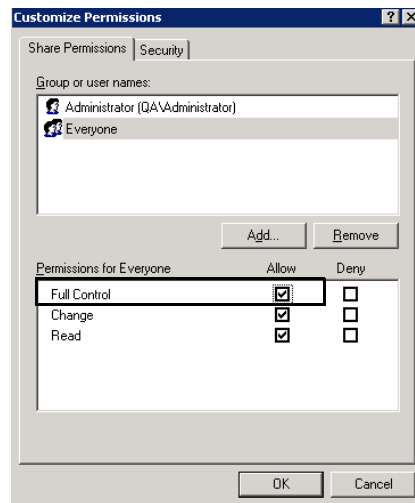 Customize Permissions
Share Permissions Security
Group or user names:
Administrator (QA\Administrator)
Everyone
Add... Remove
Permissions for Everyone Allow Deny
Full Control
Change
Read
OK Cancel